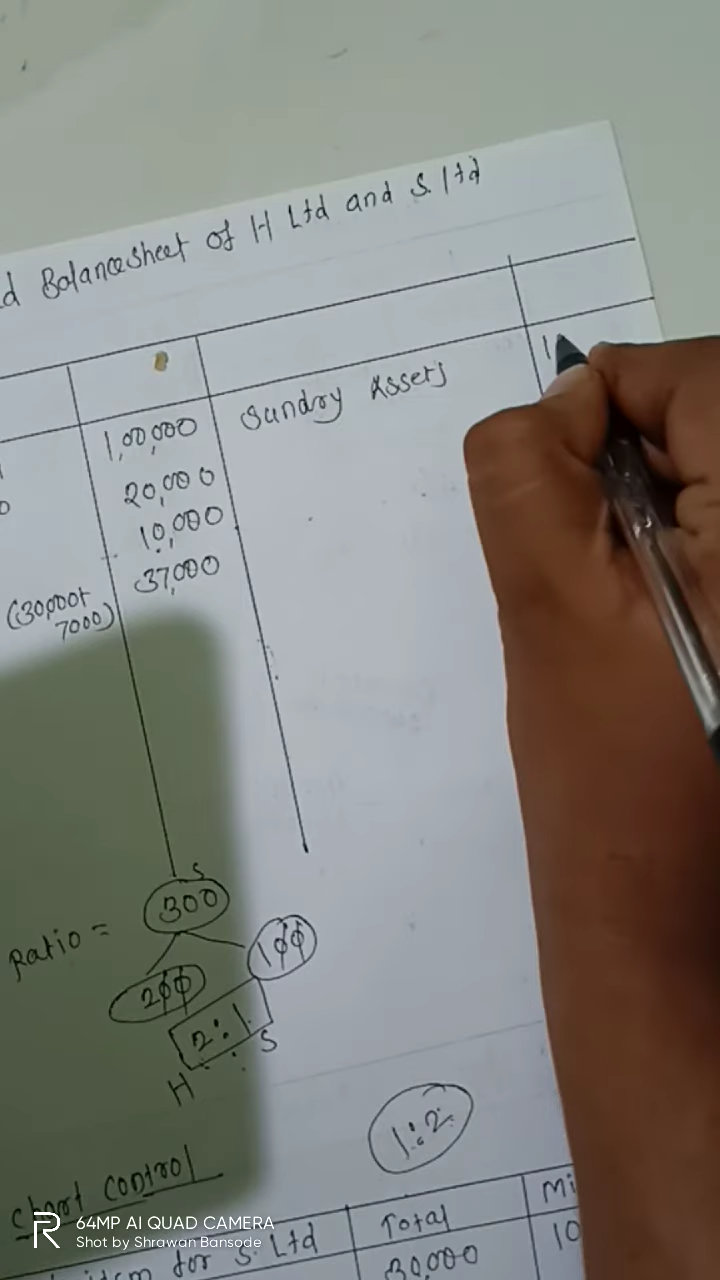 d Balancesheet of H Ltd and S. ltd
Sundry Assets
1,00,000
20,000
10,000
37,000
(30,000+
7000)
S
Ratio = 300
200 100
2:1
H S
1:2
Chart Control
item for S. Ltd Total Mi
30,000 10
64MP AI QUAD CAMERA
Shot by Shrawan Bansode